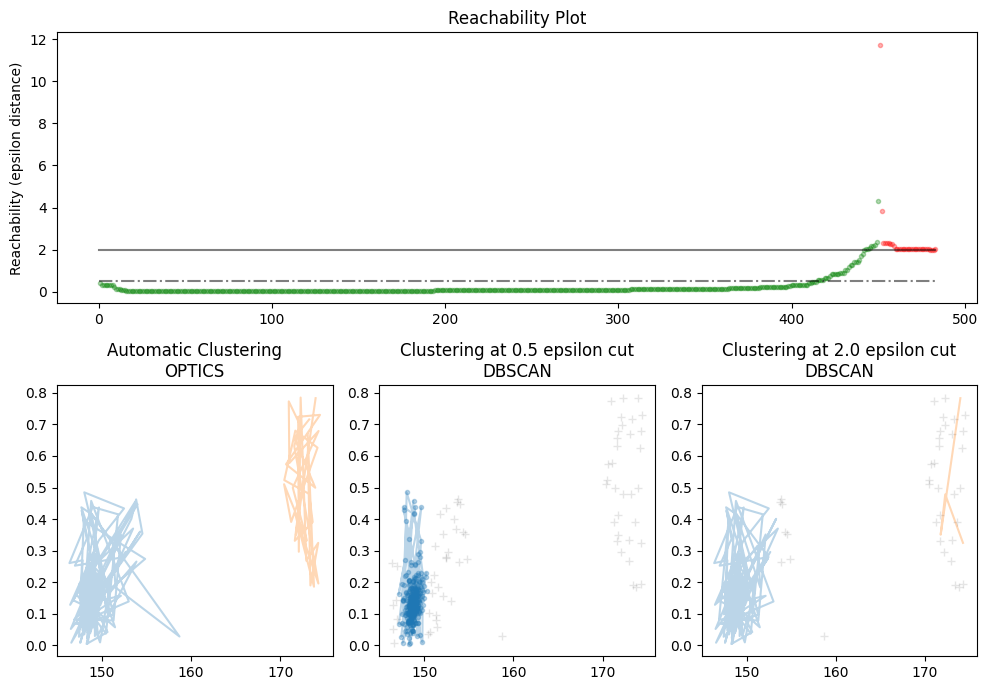 Reachability Plot
Reachability (epsilon distance)
12
10
8
6
4
2
0
0 100 200 300 400 500
Automatic Clustering
OPTICS
0.8
0.7
0.6
0.5
0.4
0.3
0.2
0.1
0.0
150 160 170
Clustering at 0.5 epsilon cut
DBSCAN
0.8
0.7
0.6
0.5
0.4
0.3
0.2
0.1
0.0
150 160 170
Clustering at 2.0 epsilon cut
DBSCAN
0.8
0.7
0.6
0.5
0.4
0.3
0.2
0.1
0.0
150 160 170